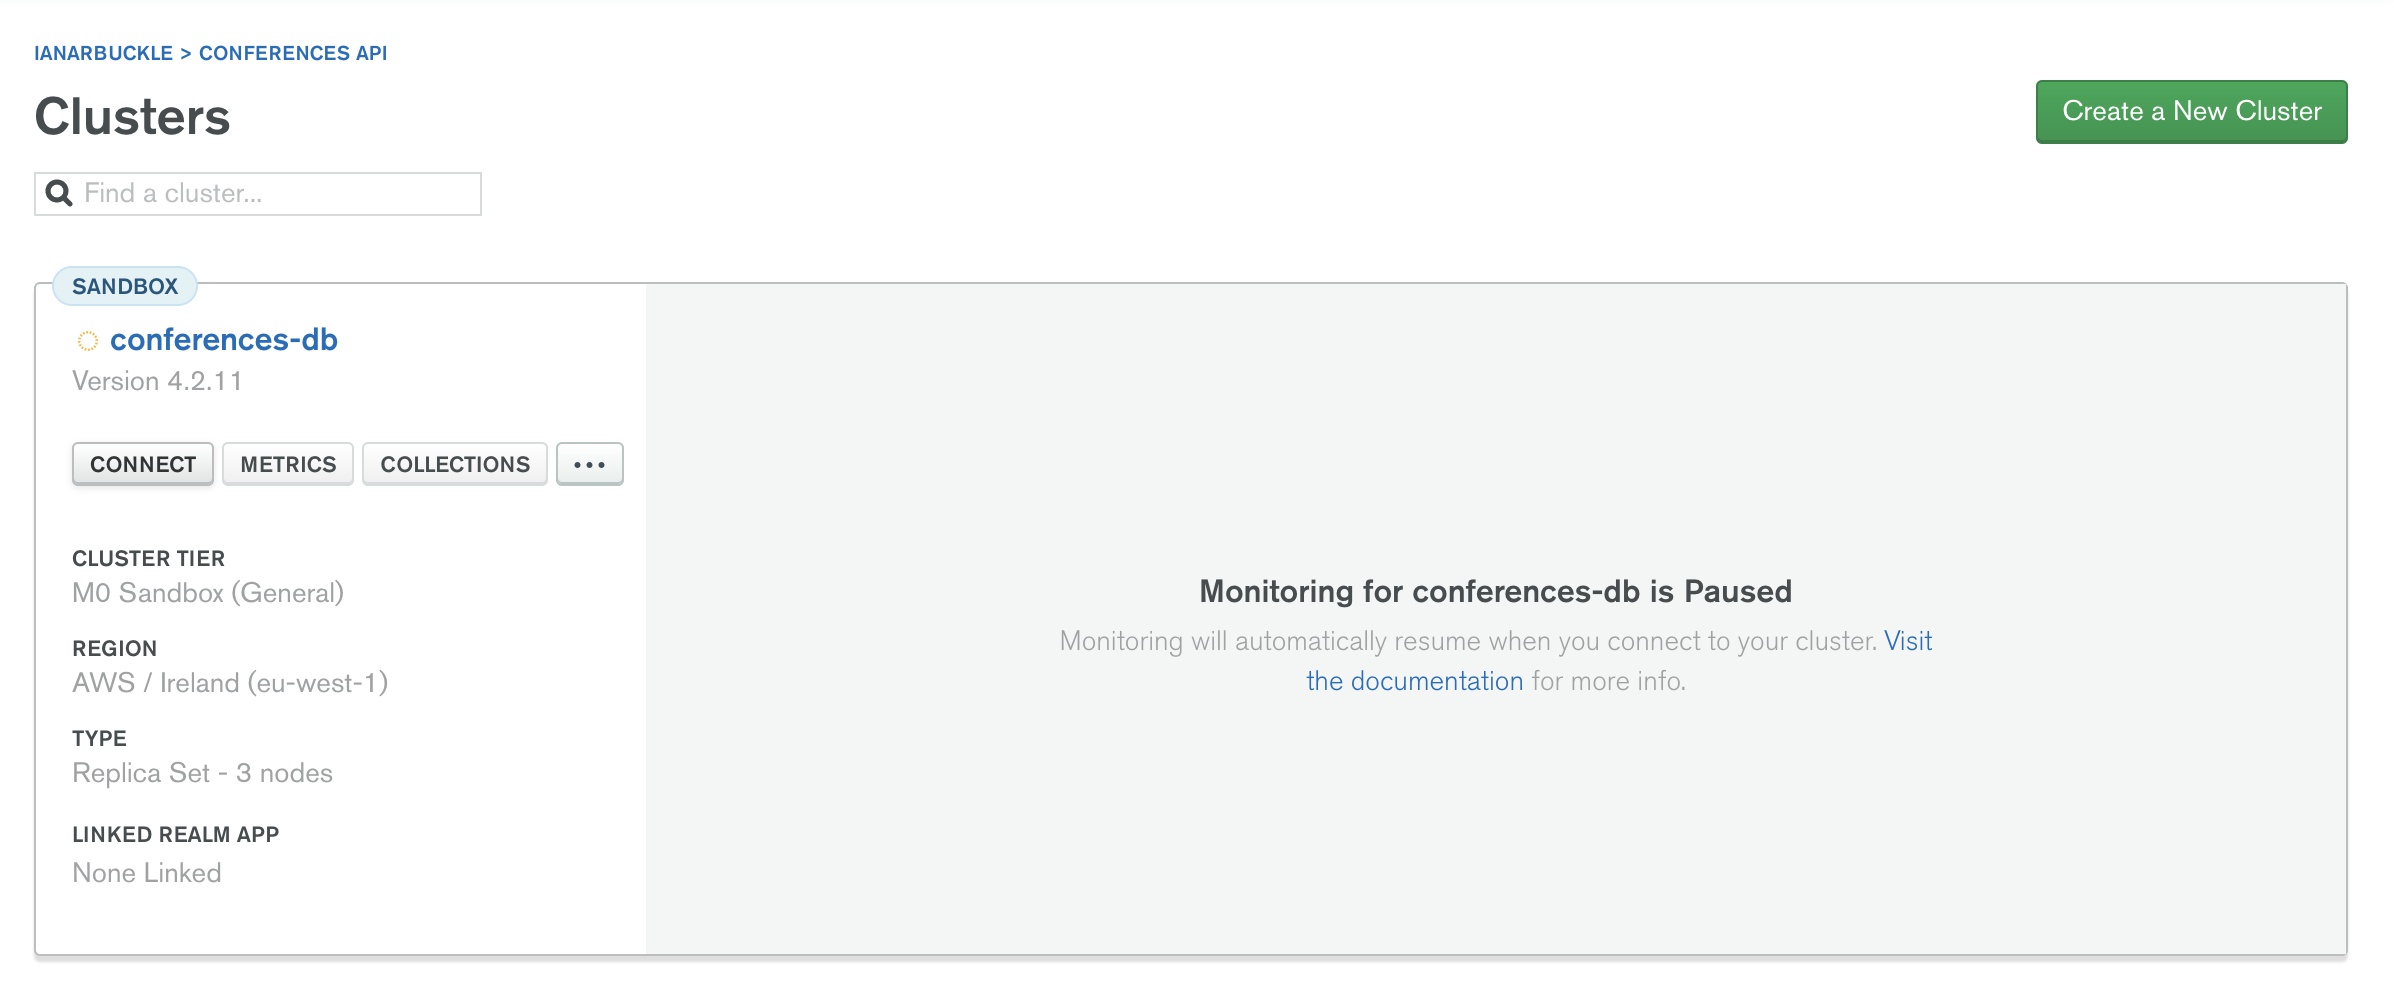 IANARBUCKLE > CONFERENCES API
Clusters
Create a New Cluster
Find a cluster...
SANDBOX
conferences-db
Version 4.2.11
CONNECT
METRICS
COLLECTIONS
...
CLUSTER TIER
M0 Sandbox (General)
REGION
AWS / Ireland (eu-west-1)
TYPE
Replica Set - 3 nodes
LINKED REALM APP
None Linked
Monitoring for conferences-db is Paused
Monitoring will automatically resume when you connect to your cluster. Visit
the documentation for more info.